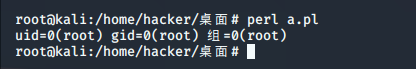 root@kali:/home/hacker/桌面# perl a.pl
uid=0(root) gid=0(root) 组=0(root)
root@kali:/home/hacker/桌面#